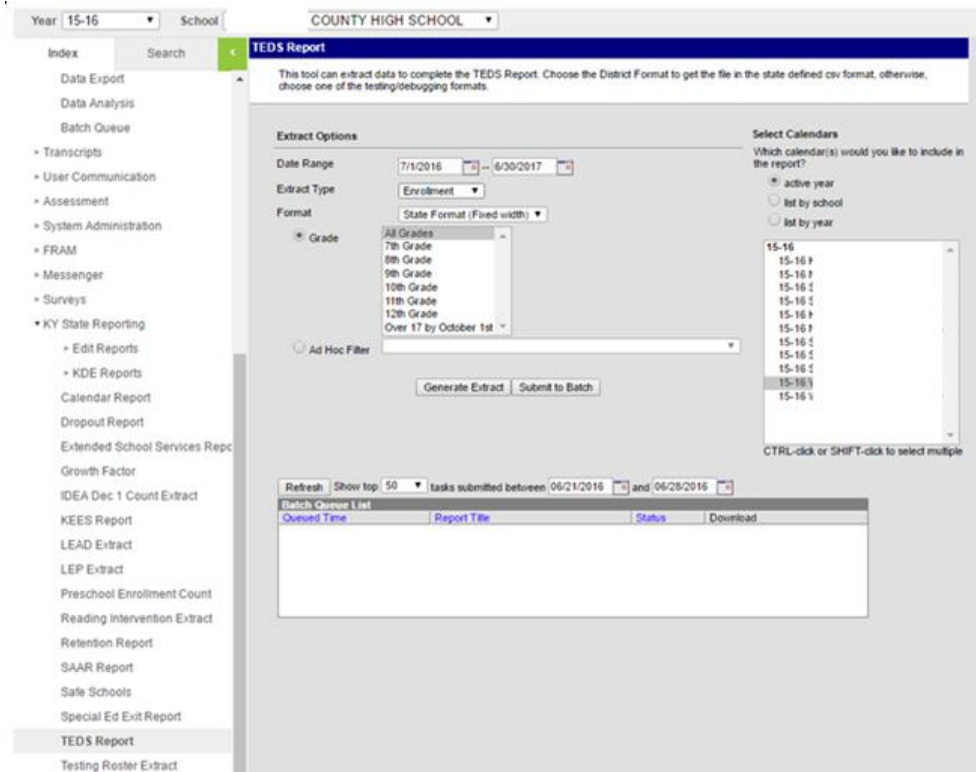 Year 15-16 School COUNTY HIGH SCHOOL
Index Search
Data Export
Data Analysis
Batch Queue
Transcripts
User Communication
Assessment
System Administration
FRAM
Messenger
Surveys
KY State Reporting
Edit Reports
KDE Reports
Calendar Report
Dropout Report
Extended School Services Repo
Growth Factor
IDEA Dec 1 Count Extract
KEES Report
LEAD Extract
LEP Extract
Preschool Enrollment Count
Reading Intervention Extract
Retention Report
SAAR Report
Safe Schools
Special Ed Exit Report
TEDS Report
Testing Roster Extract
TEDS Report
This tool can extract data to complete the TEDS Report. Choose the District Format to get the file in the state defined csv format, otherwise,
choose one of the testing/debugging formats.
Extract Options
Date Range 7/1/2016 -- 6/30/2017
Extract Type Enrollment
Format State Format (Fixed width)
Grade
All Grades
7th Grade
8th Grade
9th Grade
10th Grade
11th Grade
12th Grade
Over 17 by October 1st
Ad Hoc Filter
Generate Extract Submit to Batch
Select Calendars
Which calendar(s) would you like to include in
the report?
active year
list by school
list by year
15-16
15-16
15-16
15-16 S
15-16 S
15-16
15-16
15-16 S
15-16 S
15-16 S
15-16
15-16
CTRL-click or SHIFT-click to select multiple
Refresh Show top 50 tasks submitted between 06/21/2016 and 06/28/2016
Batch Queue List
Queued Time Report Title Status Download